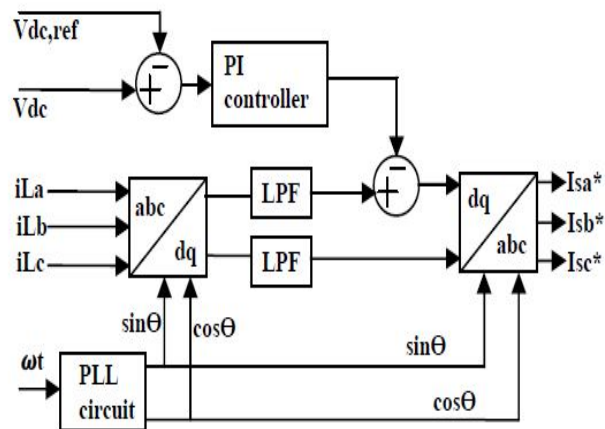 Vdc,ref
Vdc
PI
controller
iLa
iLb
iLc
abc
dq
LPF
LPF
dq
abc
Isa*
Isb*
Isc*
sinΘ
cosΘ
sinΘ
cosΘ
ωt
PLL
circuit